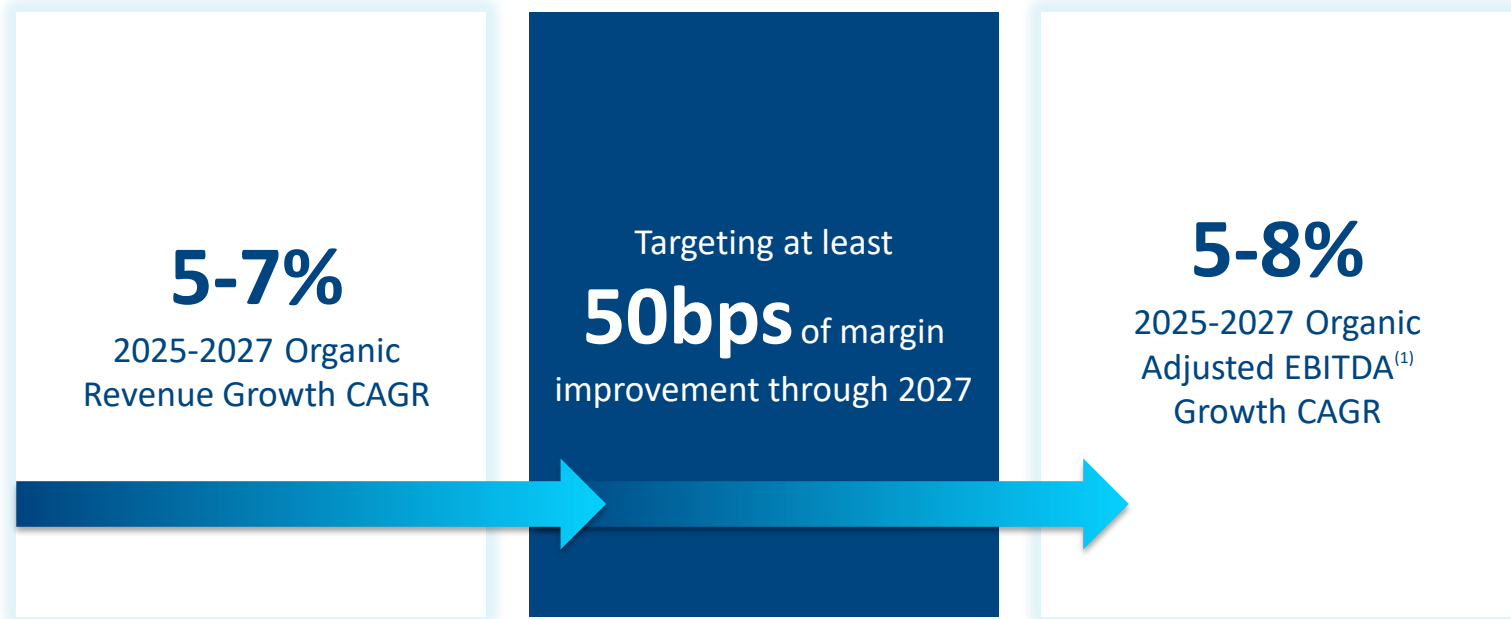 5-7%
2025-2027 Organic
Revenue Growth CAGR
Targeting at least
50bps of margin
improvement through 2027
5-8%
2025-2027 Organic
Adjusted EBITDA(1)
Growth CAGR